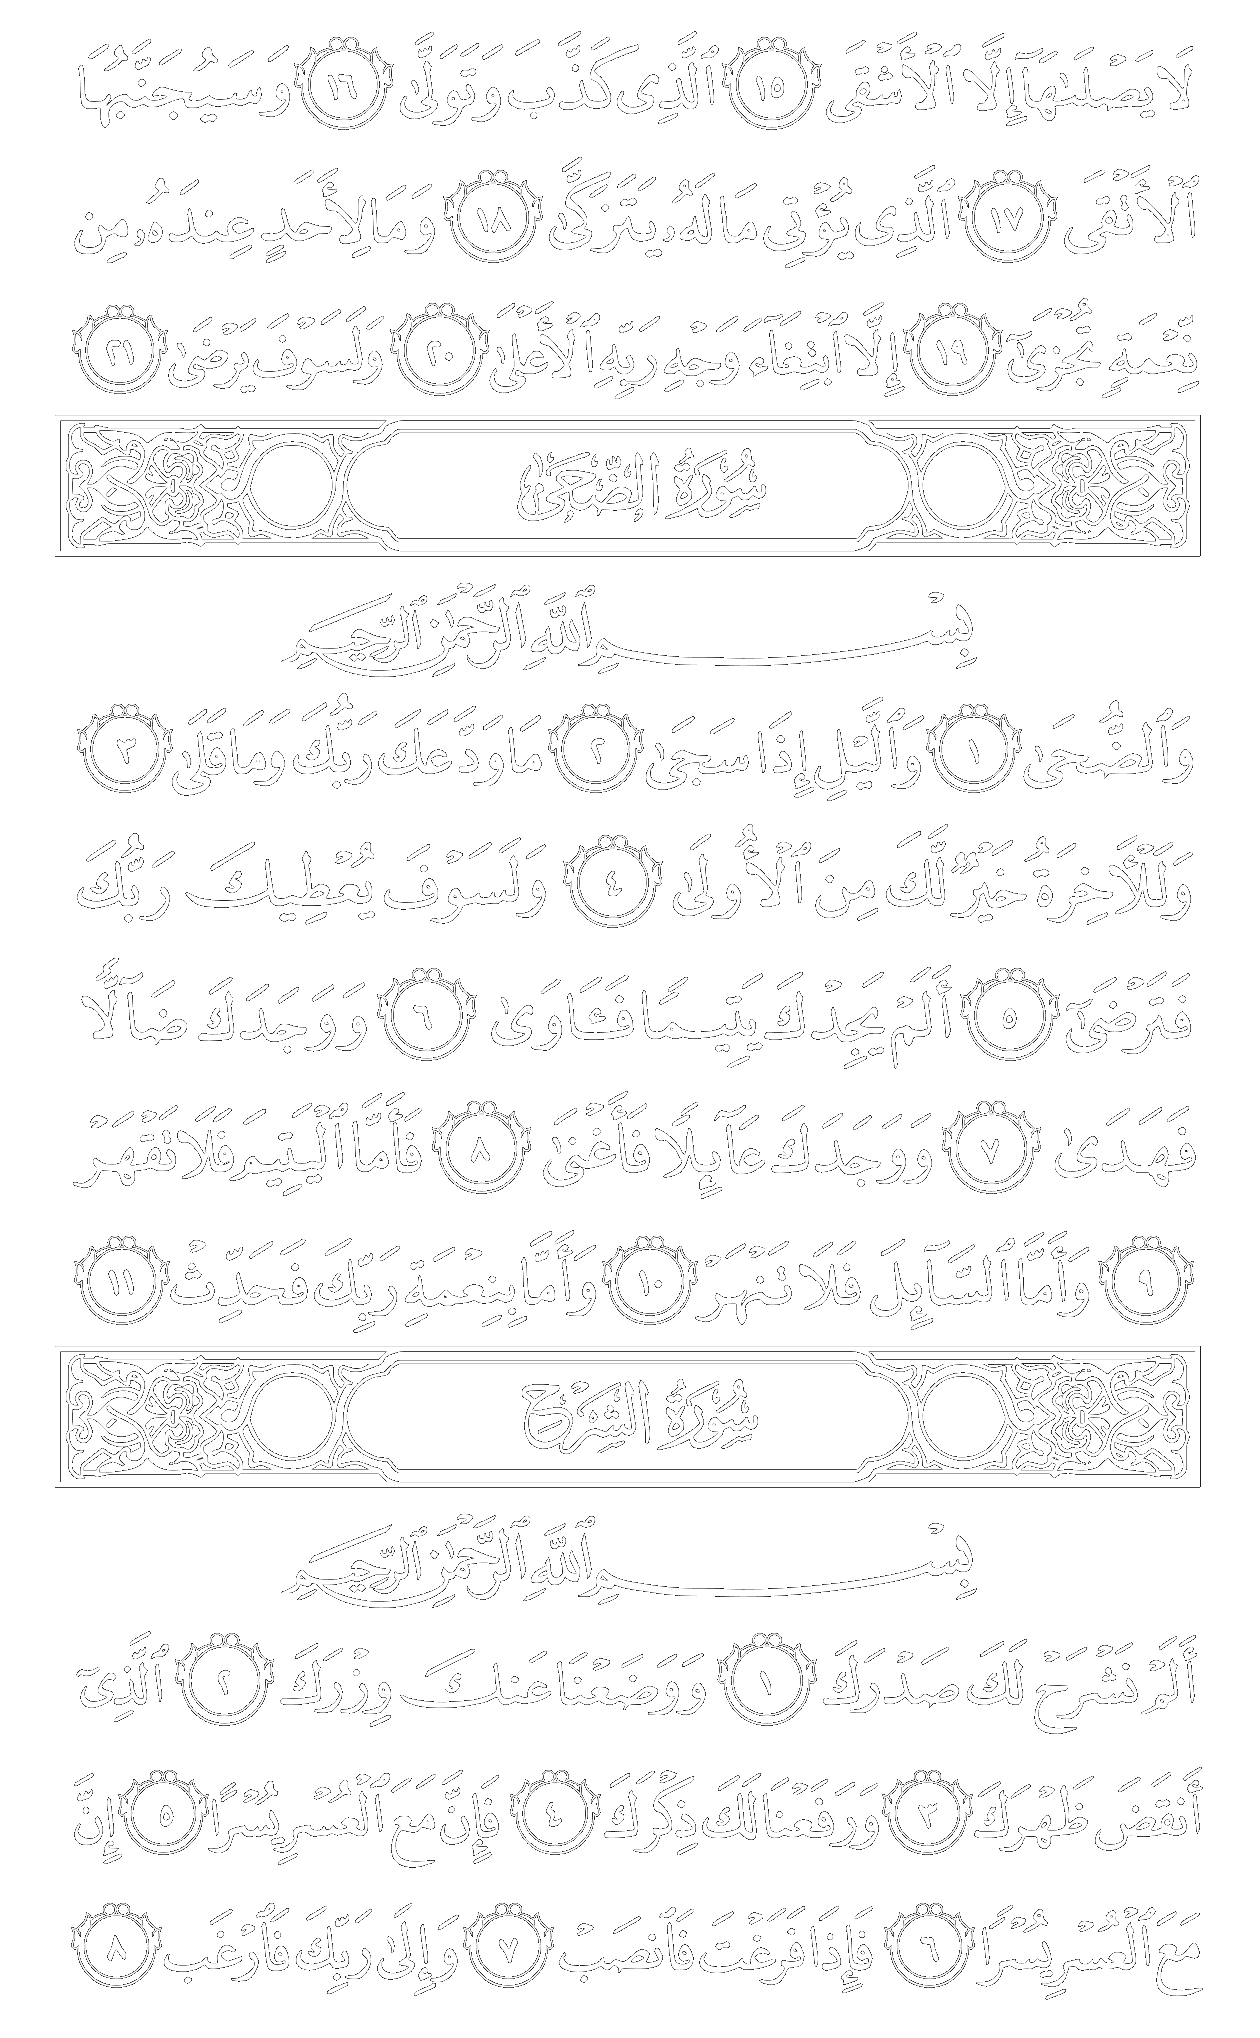 لَا يَصْلَىٰهَآ إِلَّا ٱلْأَشْقَى ١٥ ٱلَّذِى كَذَّبَ وَتَوَلَّىٰ ١٦ وَسَيُجَنَّبُهَا
ٱلْأَتْقَى ١٧ ٱلَّذِى يُؤْتِى مَالَهُۥ يَتَزَكَّىٰ ١٨ وَمَا لِأَحَدٍ عِندَهُۥ مِن
نِّعْمَةٍ تُجْزَىٰٓ ١٩ إِلَّا ٱبْتِغَآءَ وَجْهِ رَبِّهِ ٱلْأَعْلَىٰ ٢٠ وَلَسَوْفَ يَرْضَىٰ ٢١
سُورَةُ الضُّحَىٰ
بِسْمِ ٱللَّهِ ٱلرَّحْمَٰنِ ٱلرَّحِيمِ
وَٱلضُّحَىٰ ١ وَٱلَّيْلِ إِذَا سَجَىٰ ٢ مَا وَدَّعَكَ رَبُّكَ وَمَا قَلَىٰ ٣
وَلَلْأَخِرَةُ خَيْرٌ لَّكَ مِنَ ٱلْأُولَىٰ ٤ وَلَسَوْفَ يُعْطِيكَ رَبُّكَ
فَتَرْضَىٰٓ ٥ أَلَمْ يَجِدْكَ يَتِيمًا فَـَٔاوَىٰ ٦ وَوَجَدَكَ ضَآلًّا
فَهَدَىٰ ٧ وَوَجَدَكَ عَآئِلًا فَأَغْنَىٰ ٨ فَأَمَّا ٱلْيَتِيمَ فَلَا تَقْهَرْ
٩ وَأَمَّا ٱلسَّآئِلَ فَلَا تَنْهَرْ ١٠ وَأَمَّا بِنِعْمَةِ رَبِّكَ فَحَدِّثْ ١١
سُورَةُ الشَّرْحِ
بِسْمِ ٱللَّهِ ٱلرَّحْمَٰنِ ٱلرَّحِيمِ
أَلَمْ نَشْرَحْ لَكَ صَدْرَكَ ١ وَوَضَعْنَا عَنكَ وِزْرَكَ ٢ ٱلَّذِىٓ
أَنقَضَ ظَهْرَكَ ٣ وَرَفَعْنَا لَكَ ذِكْرَكَ ٤ فَإِنَّ مَعَ ٱلْعُسْرِ يُسْرًا ٥ إِنَّ
مَعَ ٱلْعُسْرِ يُسْرًا ٦ فَإِذَا فَرَغْتَ فَٱنصَبْ ٧ وَإِلَىٰ رَبِّكَ فَٱرْغَب ٨